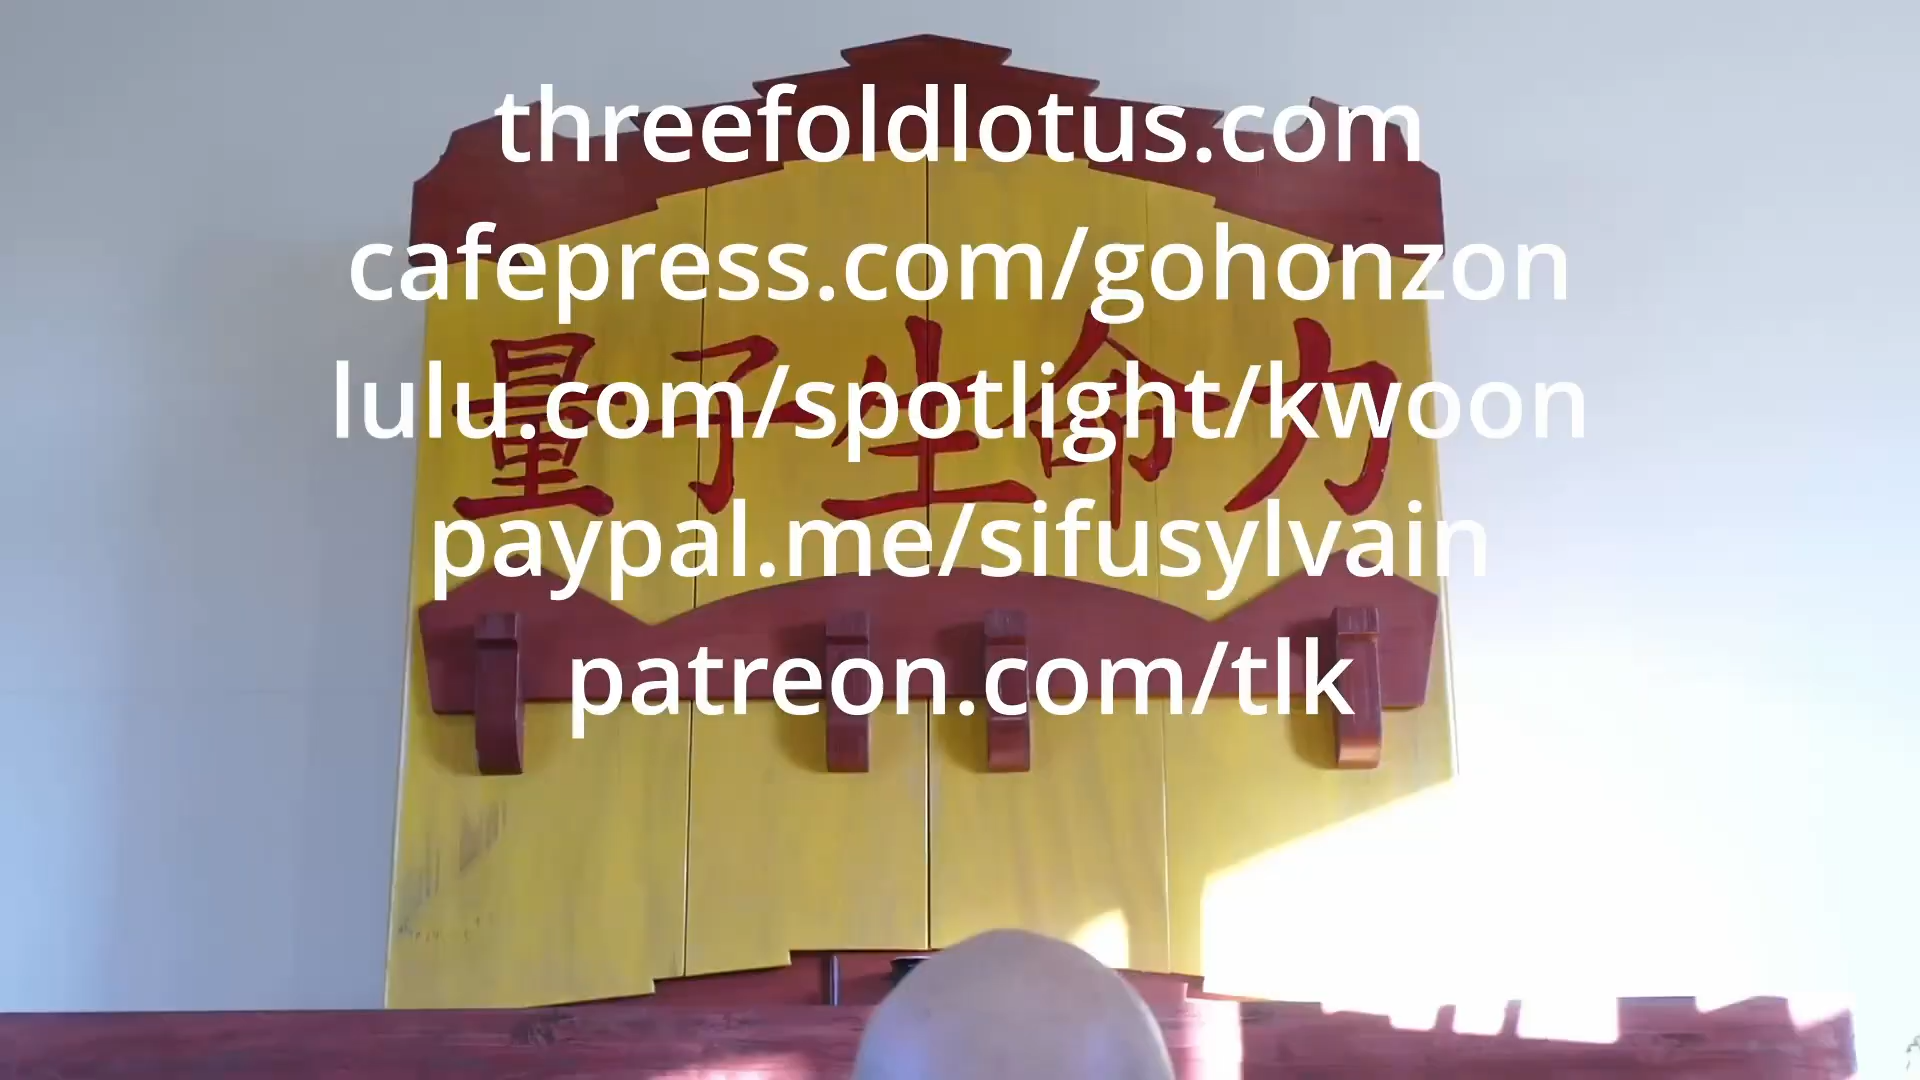 threefoldlotus.com
cafepress.com/gohonzon
量子生命力
lulu.com/spotlight/kwoon
paypal.me/sifusylvain
patreon.com/tlk